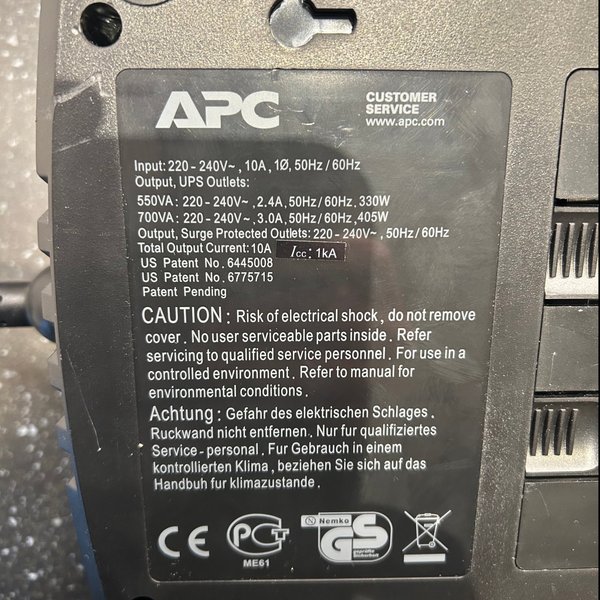 APC
CUSTOMER
SERVICE
www.apc.com
Input: 220-240V~, 10A, 1Ø, 50Hz/60Hz
Output, UPS Outlets:
550VA: 220-240V~, 2.4A, 50Hz/60Hz, 330W
700VA: 220-240V~, 3.0A, 50Hz/60Hz, 405W
Output, Surge Protected Outlets: 220-240V~, 50Hz/60Hz
Total Output Current: 10A Icc: 1kA
US Patent No. 6445008
US Patent No. 6775715
Patent Pending
CAUTION: Risk of electrical shock, do not remove
cover. No user serviceable parts inside. Refer
servicing to qualified service personnel. For use in a
controlled environment. Refer to manual for
environmental conditions.
Achtung: Gefahr des elektrischen Schlages.
Ruckwand nicht entfernen. Nur fur qualifiziertes
Service-personal. Fur Gebrauch in einem
kontrollierten Klima, beziehen Sie sich auf das
Handbuh fur klimazustande.
CE
PCT
ME61
N Nemko
GS
geprüfte
Sicherheit